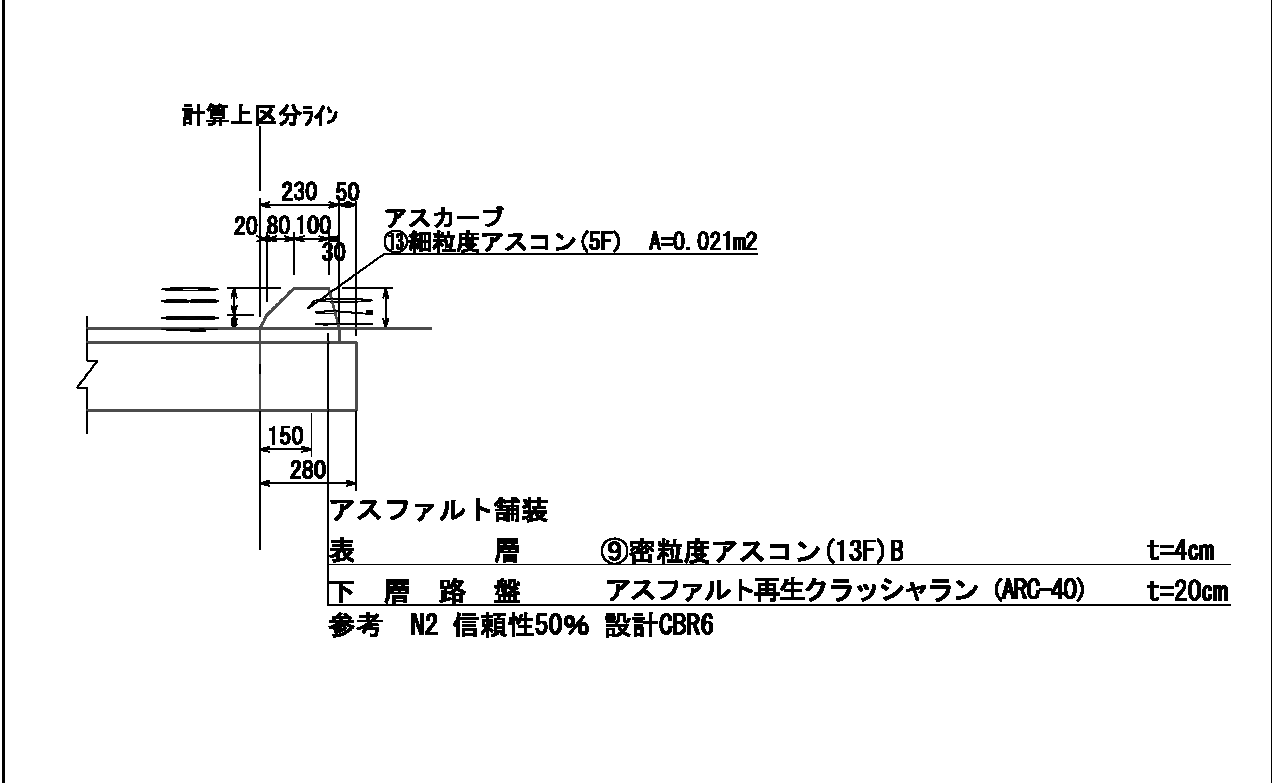 計算上区分ﾗｲﾝ
230 50
20 80 100
30
アスカーブ
⑬細粒度アスコン(5F) A=0.021m2
150
280
アスファルト舗装
表 層 ⑨密粒度アスコン(13F)B t=4cm
下 層 路 盤 アスファルト再生クラッシャラン (ARC-40) t=20cm
参考 N2 信頼性50% 設計CBR6